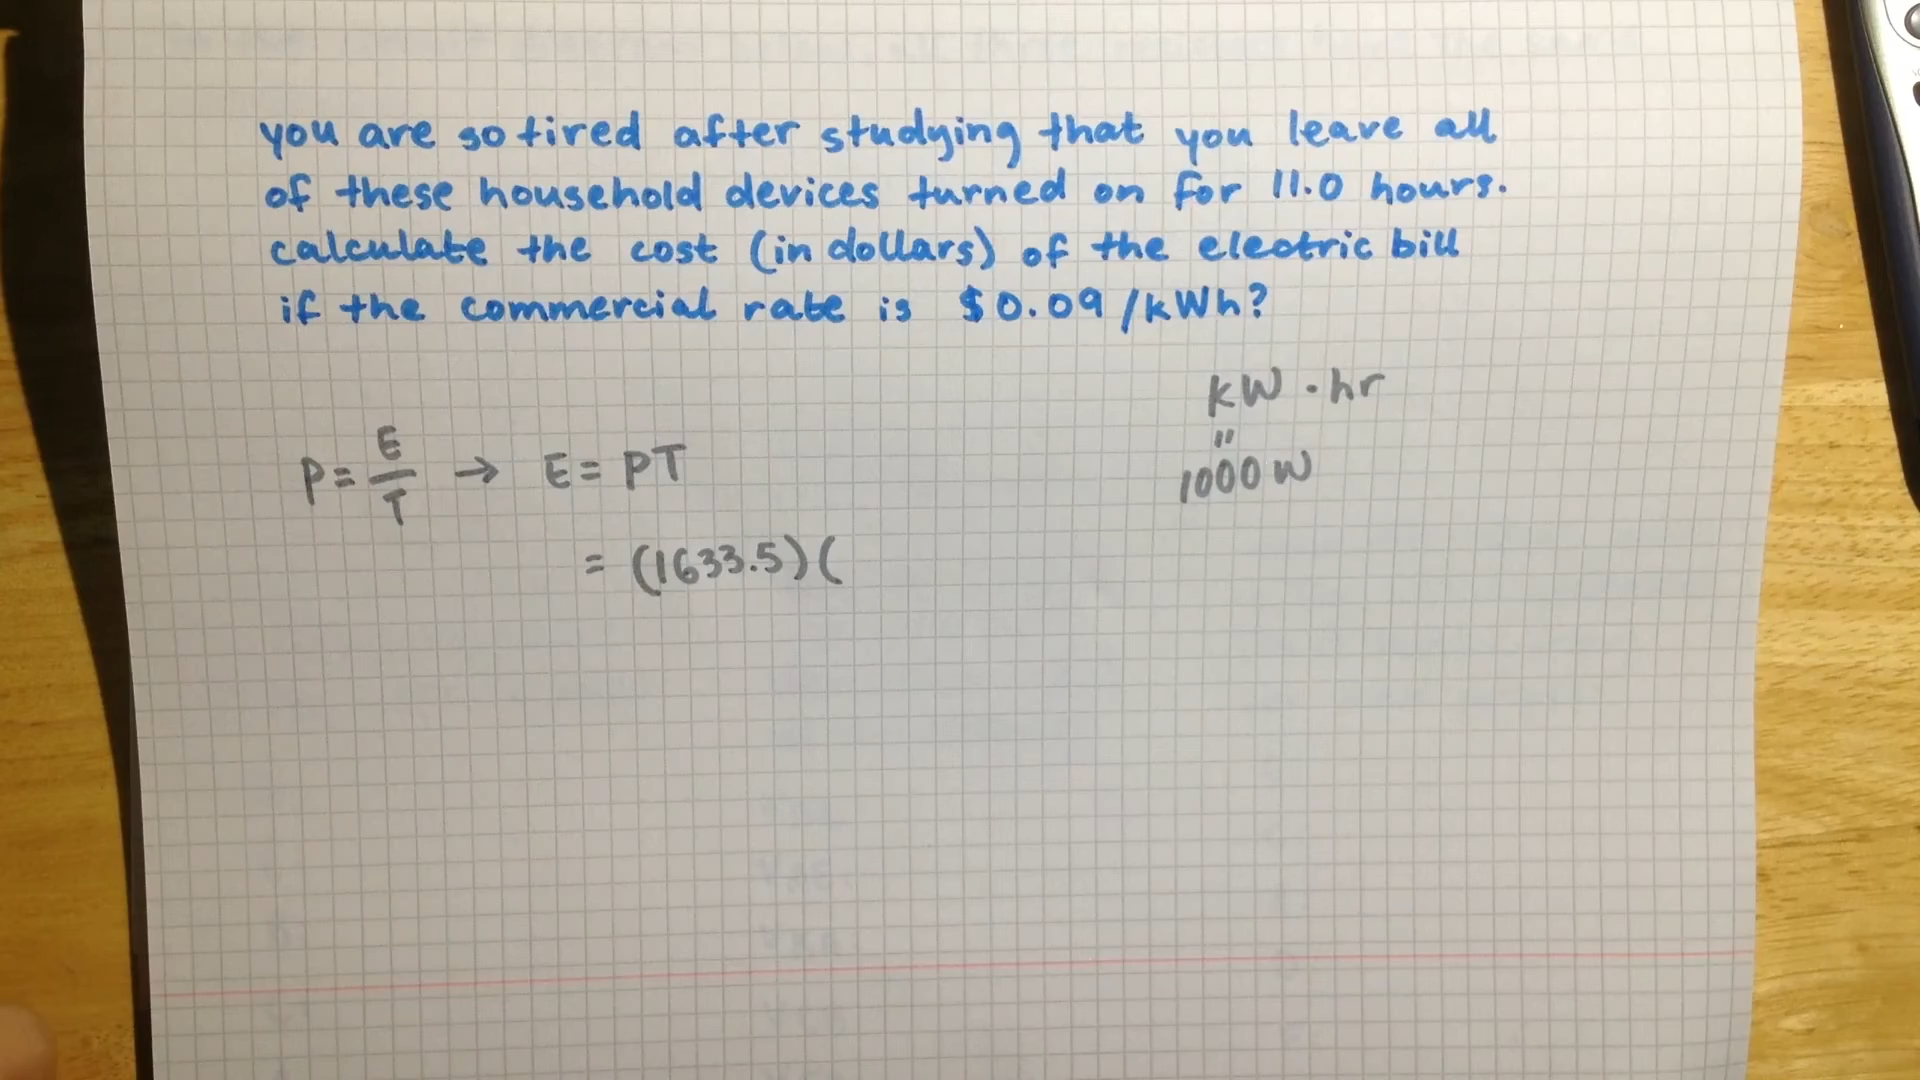 you are so tired after studying that you leave all
of these household devices turned on for 11.0 hours.
calculate the cost (in dollars) of the electric bill
if the commercial rate is $0.09/kWh?
kW · hr
"
1000 W
P = E/T → E = PT
= (1633.5)(